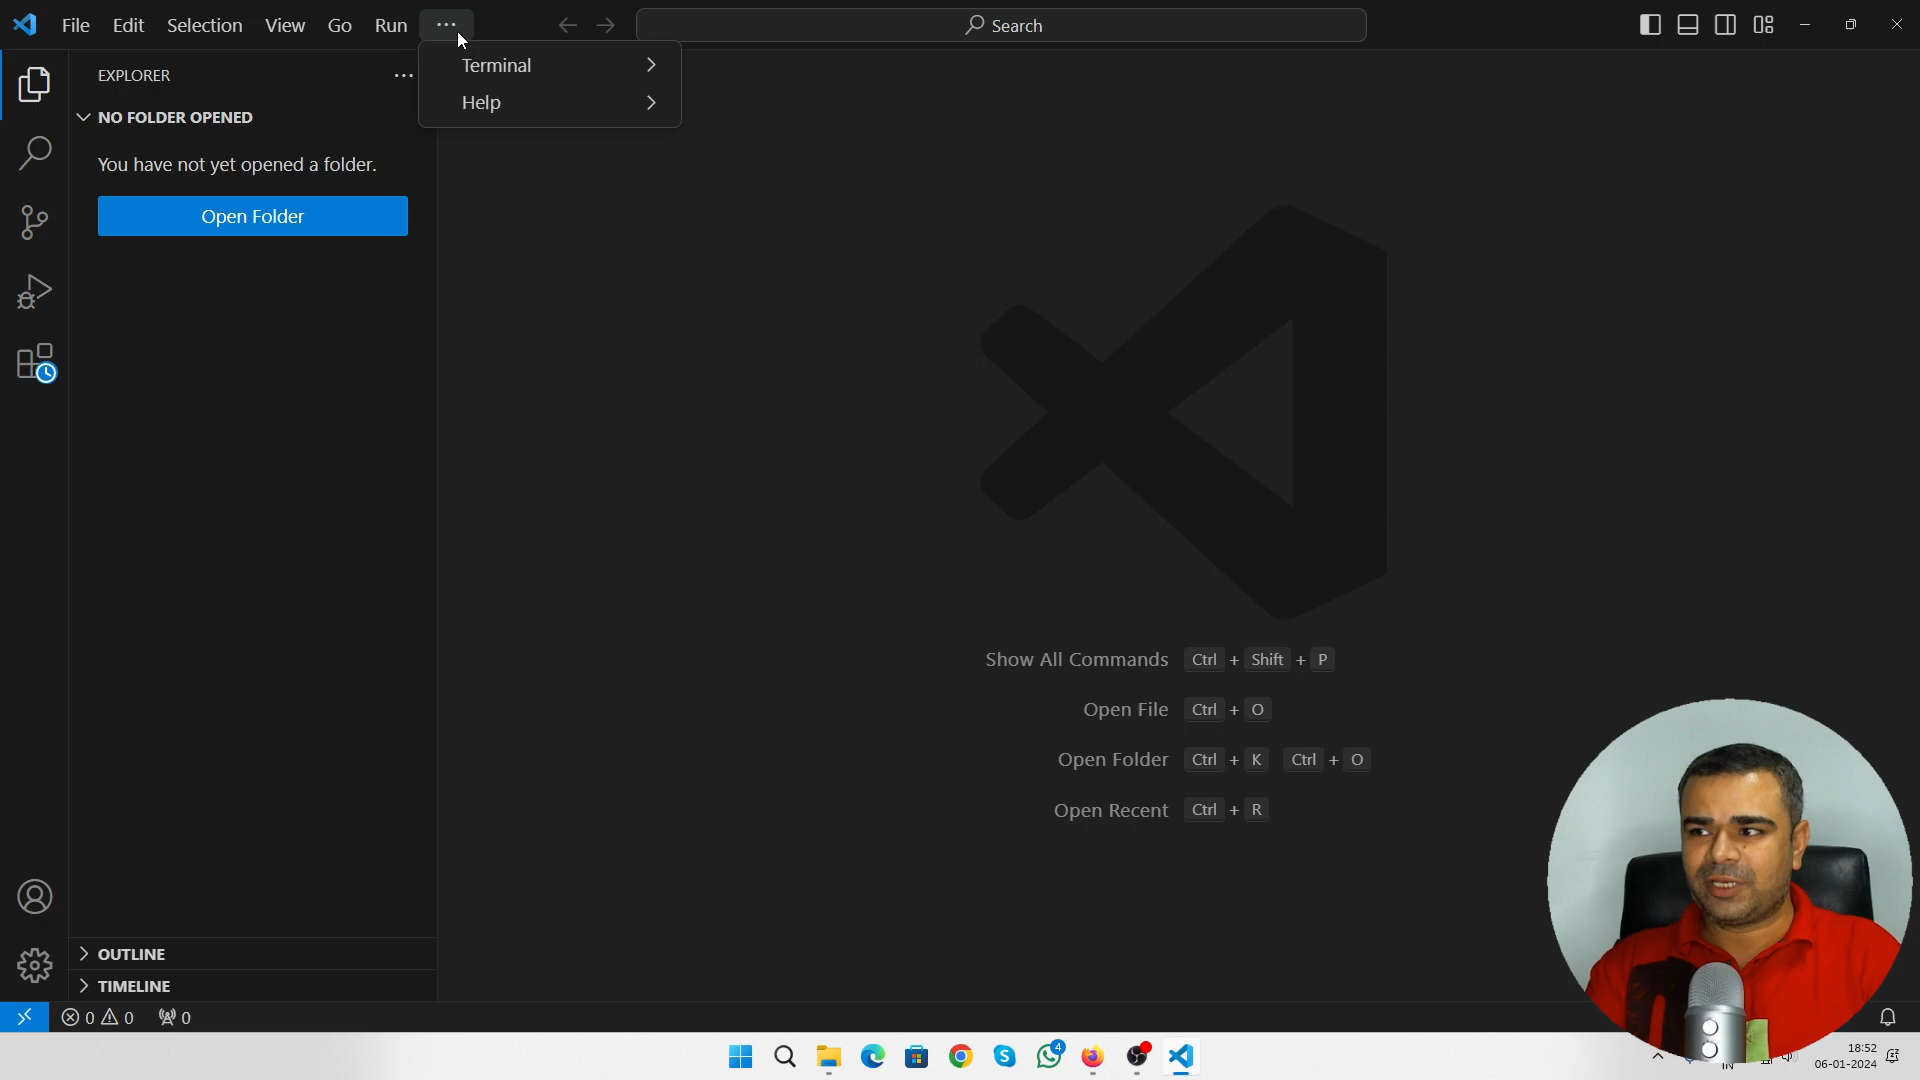 File Edit Selection View Go Run ...
Search
Terminal
Help
EXPLORER
NO FOLDER OPENED
You have not yet opened a folder.
Open Folder
Show All Commands Ctrl + Shift + P
Open File Ctrl + O
Open Folder Ctrl + K Ctrl + O
Open Recent Ctrl + R
OUTLINE
TIMELINE
0 0 0
4
IN
18:52
06-01-2024